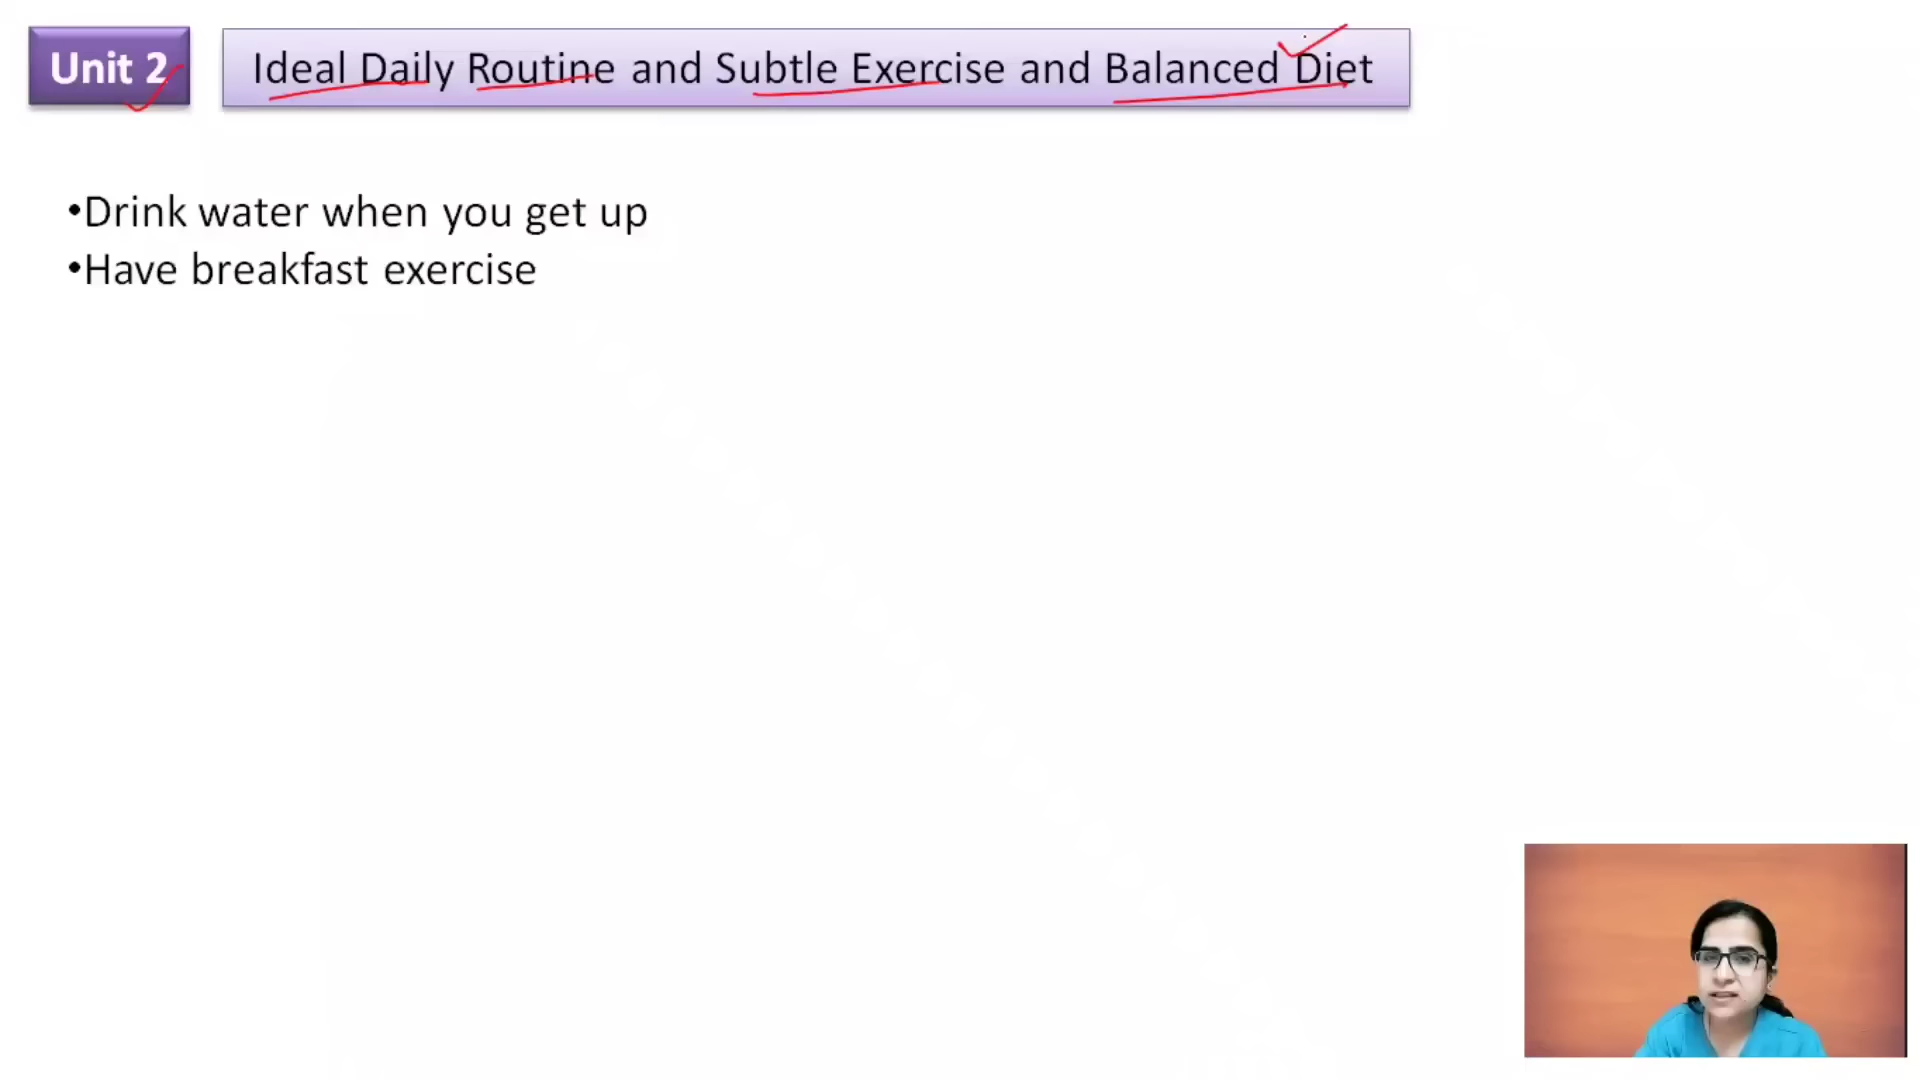 Unit 2
Ideal Daily Routine and Subtle Exercise and Balanced Diet
•Drink water when you get up
•Have breakfast exercise